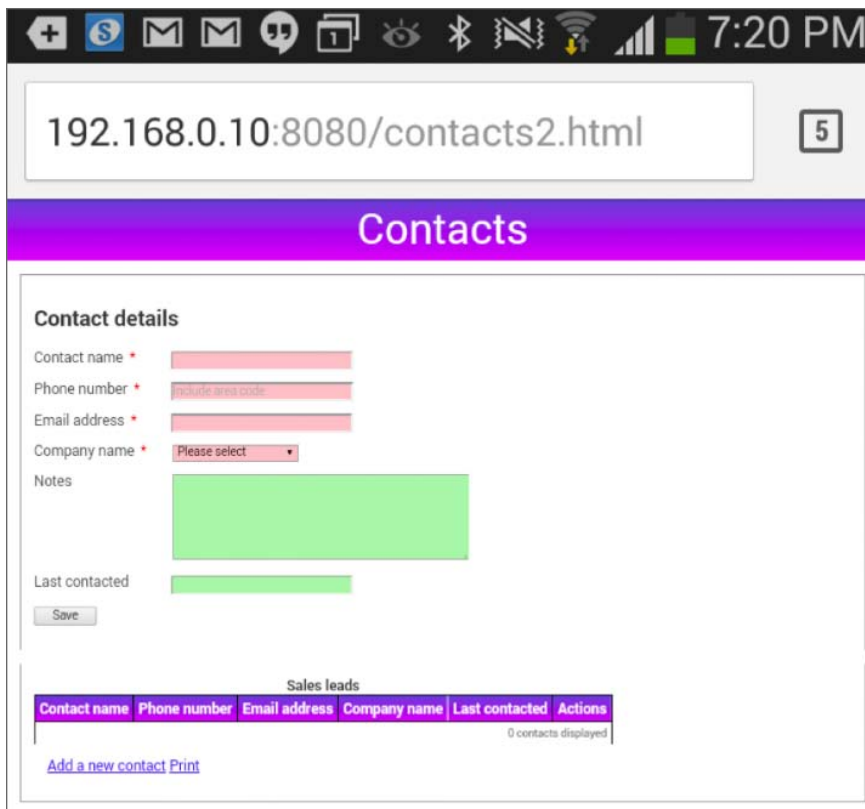 7:20 PM
192.168.0.10:8080/contacts2.html
5
Contacts
Contact details
Contact name *
Phone number * Include area code
Email address *
Company name * Please select
Notes
Last contacted
Save
Sales leads
Contact name Phone number Email address Company name Last contacted Actions
0 contacts displayed
Add a new contact Print